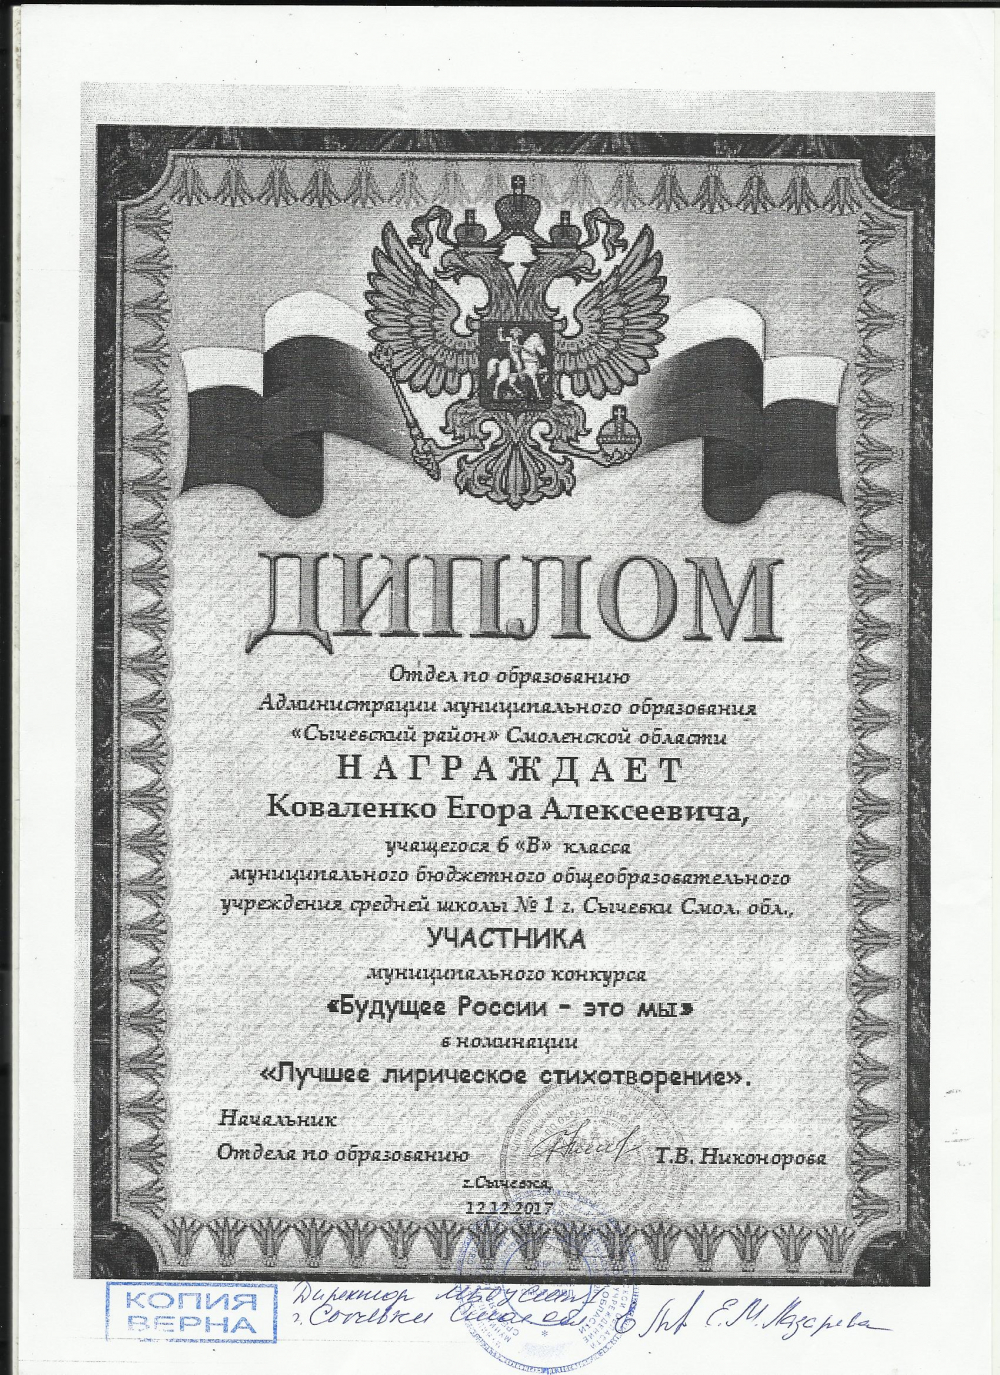 ДИПЛОМ
Отдел по образованию
Администрации муниципального образования
«Сычевский район» Смоленской области
НАГРАЖДАЕТ
Коваленко Егора Алексеевича,
учащегося 6 «В» класса
муниципального бюджетного общеобразовательного
учреждения средней школы № 1 г. Сычевки Смол. обл.,
УЧАСТНИКА
муниципального конкурса
«Будущее России – это мы»
в номинации
«Лучшее лирическое стихотворение».
Начальник
Отдела по образованию Т.В. Никонорова
г.Сычевка,
12.12.2017
КОПИЯ
ВЕРНА
Директор
г. Сычевки Е.М. Лазарева